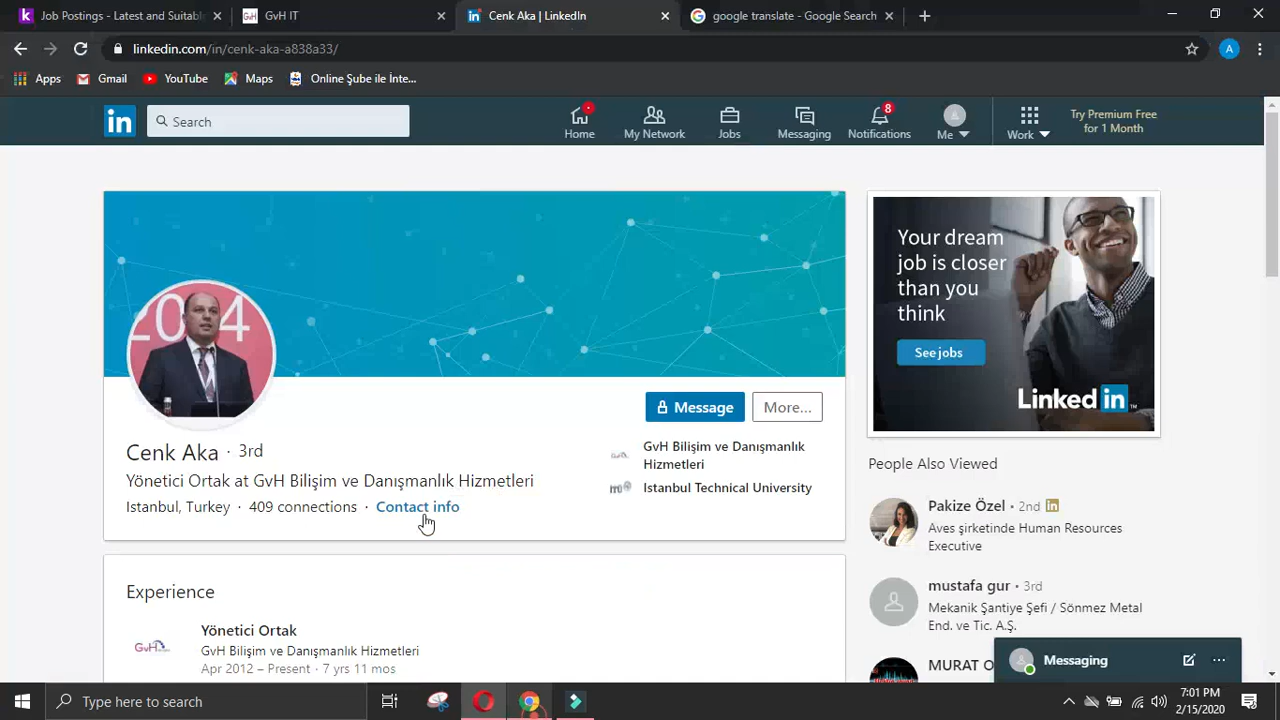 Job Postings - Latest and Suitabl
GvH IT
Cenk Aka | LinkedIn
google translate - Google Search
linkedin.com/in/cenk-aka-a838a33/
A
Apps
Gmail
YouTube
Maps
Online Şube ile İnte...
in
Search
Home
My Network
Jobs
Messaging
8
Notifications
Me
Work
Try Premium Free
for 1 Month
Message
More...
Cenk Aka · 3rd
Yönetici Ortak at GvH Bilişim ve Danışmanlık Hizmetleri
Istanbul, Turkey · 409 connections · Contact info
GvH Bilişim ve Danışmanlık
Hizmetleri
Istanbul Technical University
Experience
GvH
Yönetici Ortak
GvH Bilişim ve Danışmanlık Hizmetleri
Apr 2012 – Present · 7 yrs 11 mos
Your dream
job is closer
than you
think
See jobs
Linked in
People Also Viewed
Pakize Özel · 2nd in
Aves şirketinde Human Resources
Executive
mustafa gur · 3rd
Mekanik Şantiye Şefi / Sönmez Metal
End. ve Tic. A.Ş.
MURAT O
Messaging
Type here to search
7:01 PM
2/15/2020